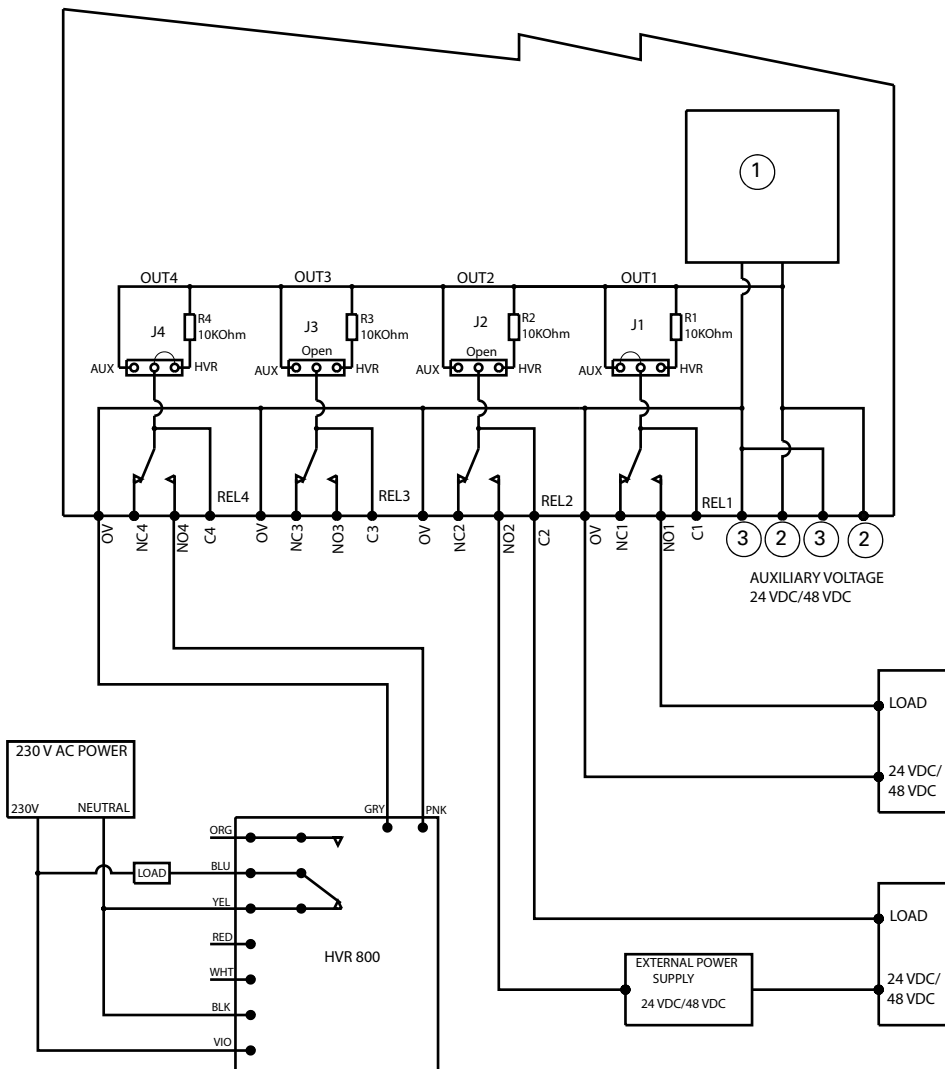 1
OUT4
OUT3
OUT2
OUT1
J4
R4
10KOhm
J3
R3
10KOhm
J2
R2
10KOhm
J1
R1
10KOhm
Open
Open
AUX
HVR
AUX
HVR
AUX
HVR
AUX
HVR
REL4
REL3
REL2
REL1
OV
NC4
NO4
C4
OV
NC3
NO3
C3
OV
NC2
NO2
C2
OV
NC1
NO1
C1
3
2
3
2
AUXILIARY VOLTAGE
24 VDC/48 VDC
LOAD
24 VDC/
48 VDC
230 V AC POWER
230V
NEUTRAL
GRY
PNK
ORG
BLU
LOAD
YEL
RED
WHT
BLK
VIO
HVR 800
EXTERNAL POWER
SUPPLY
24 VDC/48 VDC
LOAD
24 VDC/
48 VDC